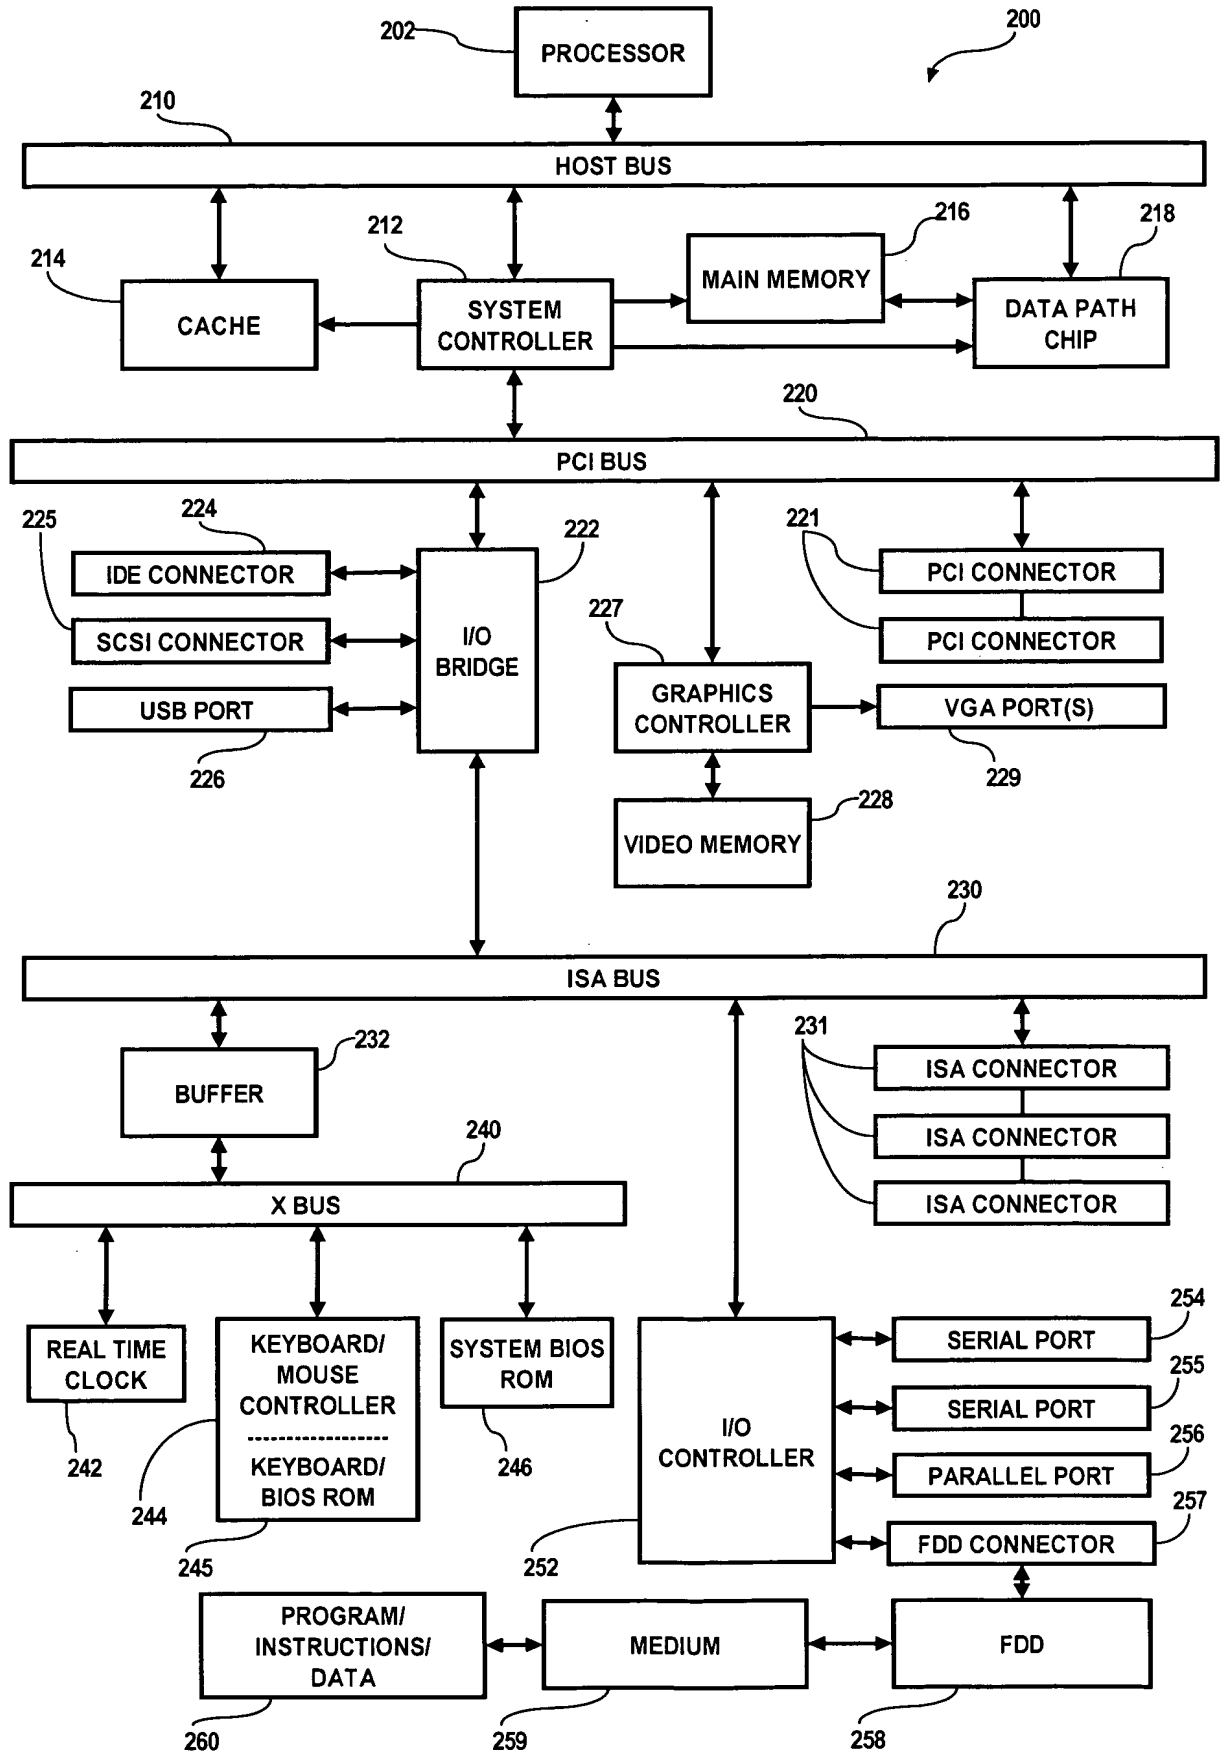 202
PROCESSOR
200
210
HOST BUS
212
216
218
214
CACHE
SYSTEM
CONTROLLER
MAIN MEMORY
DATA PATH
CHIP
220
PCI BUS
225
224
222
221
IDE CONNECTOR
SCSI CONNECTOR
USB PORT
226
I/O
BRIDGE
227
GRAPHICS
CONTROLLER
PCI CONNECTOR
PCI CONNECTOR
VGA PORT(S)
229
228
VIDEO MEMORY
230
ISA BUS
232
BUFFER
231
ISA CONNECTOR
ISA CONNECTOR
ISA CONNECTOR
240
X BUS
REAL TIME
CLOCK
242
KEYBOARD/
MOUSE
CONTROLLER
KEYBOARD/
BIOS ROM
244
245
SYSTEM BIOS
ROM
246
I/O
CONTROLLER
252
254
SERIAL PORT
255
SERIAL PORT
256
PARALLEL PORT
257
FDD CONNECTOR
PROGRAM/
INSTRUCTIONS/
DATA
MEDIUM
FDD
260
259
258